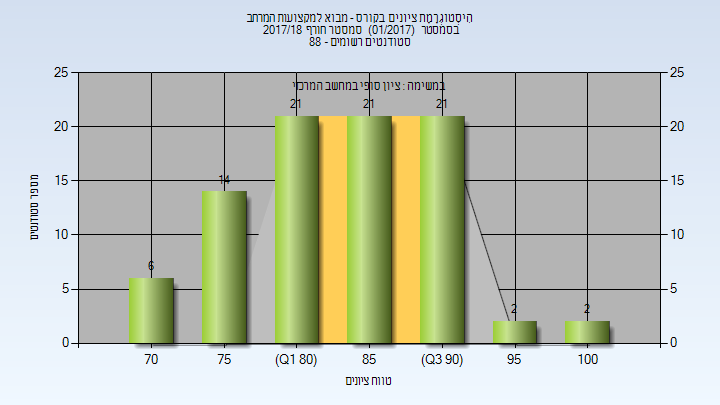 היסטוגרמת ציונים בקורס - מבוא למקצועות המרחב
בסמסטר (01/2017) סמסטר חורף 2017/18
סטודנטים רשומים - 88
במשימה : ציון סופי במחשב המרכזי
25 25
20 20
15 15
10 10
5 5
0 0
6 14 21 21 21 2 2
מספר סטודנטים
70 75 (Q1 80) 85 (Q3 90) 95 100
טווח ציונים